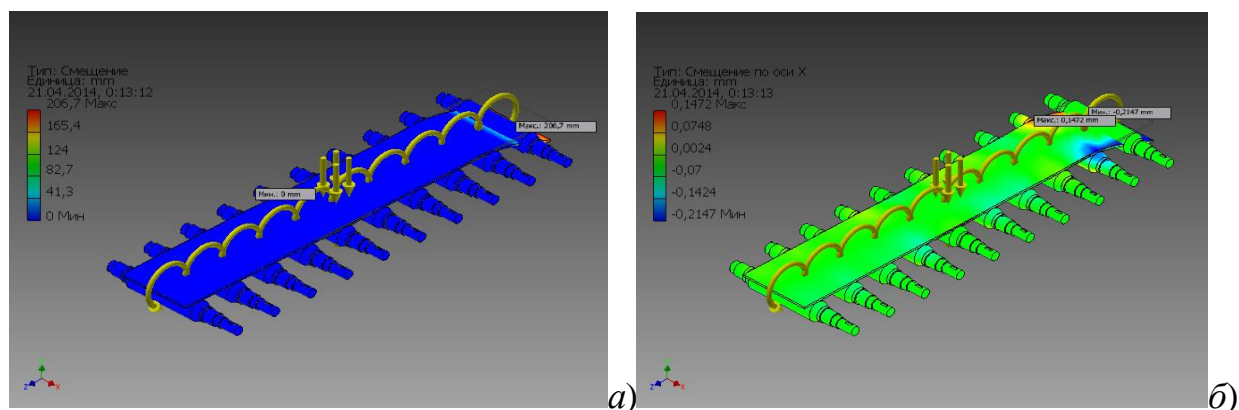 Тип: Смещение
Единица: mm
21.04.2014, 0:13:12
206,7 Макс
165,4
124
82,7
41,3
0 Мин
Макс.: 206,7 mm
Мин.: 0 mm
Z
X
а)
Тип: Смещение по оси X
Единица: mm
21.04.2014, 0:13:13
0,1472 Макс
0,0748
0,0024
-0,07
-0,1424
-0,2147 Мин
Мин.: -0,2147 mm
Макс.: 0,1472 mm
Z
X
б)